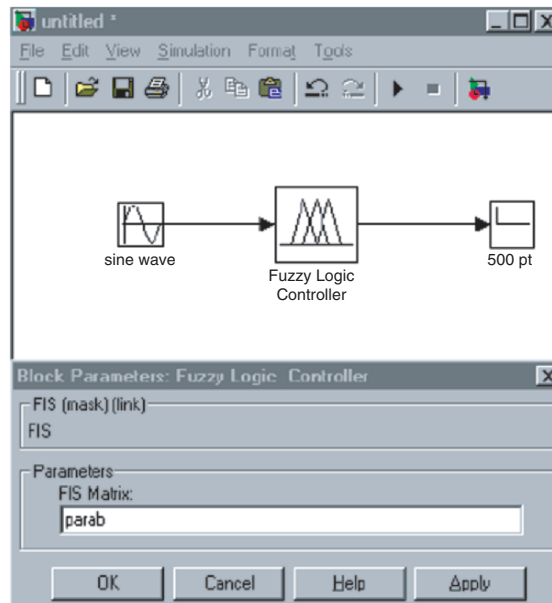 untitled *
File Edit View Simulation Format Tools
sine wave
Fuzzy Logic
Controller
500 pt
Block Parameters: Fuzzy Logic Controller
FIS (mask) (link)
FIS
Parameters
FIS Matrix:
parab
OK Cancel Help Apply